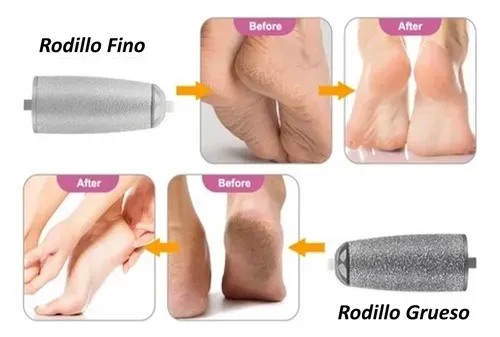 Rodillo Fino
Before
After
After
Before
Rodillo Grueso